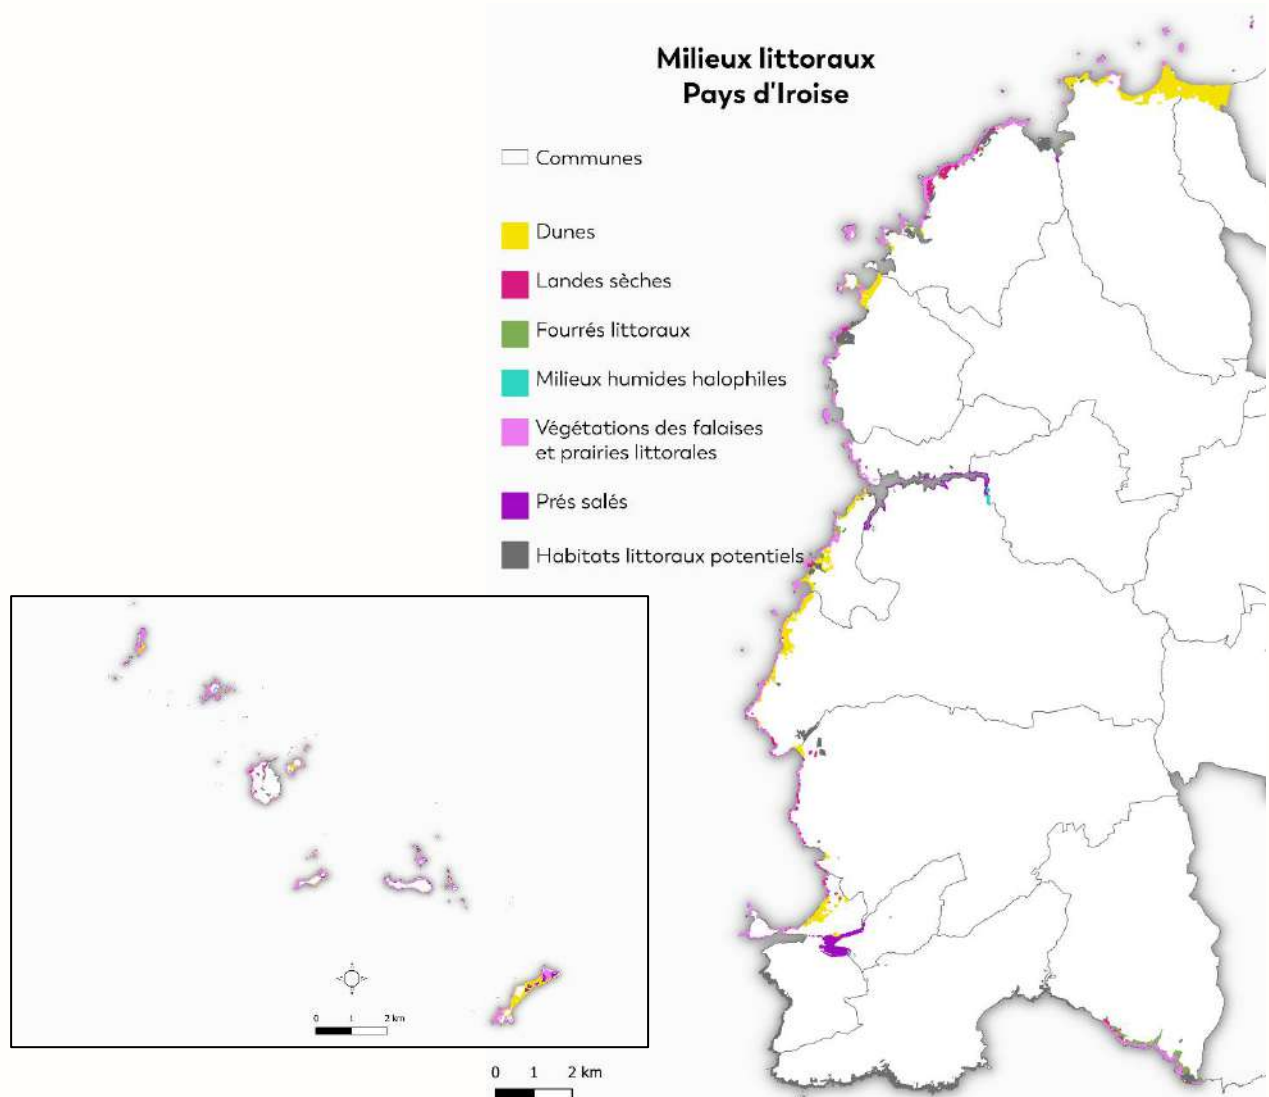 Milieux littoraux
Pays d'Iroise
Communes
Dunes
Landes sèches
Fourrés littoraux
Milieux humides halophiles
Végétations des falaises
et prairies littorales
Prés salés
Habitats littoraux potentiels
0 1 2 km
0 1 2 km